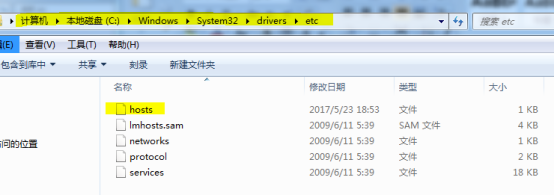 计算机 ▸ 本地磁盘 (C:) ▸ Windows ▸ System32 ▸ drivers ▸ etc
搜索 etc
(E) 查看(V) 工具(T) 帮助(H)
包含到库中 共享 刻录 新建文件夹
名称 修改日期 类型 大小
hosts 2017/5/23 18:53 文件 1 KB
lmhosts.sam 2009/6/11 5:39 SAM 文件 4 KB
networks 2009/6/11 5:39 文件 1 KB
protocol 2009/6/11 5:39 文件 2 KB
services 2009/6/11 5:39 文件 18 KB
问的位置